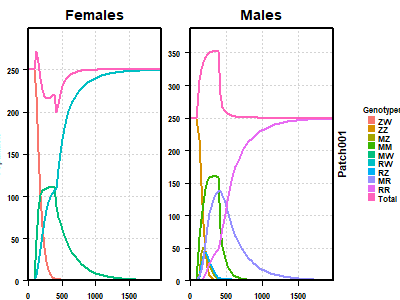 Females
Males
250
200
150
100
50
0
0
500
1000
1500
350
300
250
200
150
100
50
0
0
500
1000
1500
Patch001
Genotypes
ZW
ZZ
MZ
MM
MW
RW
RZ
MR
RR
Total